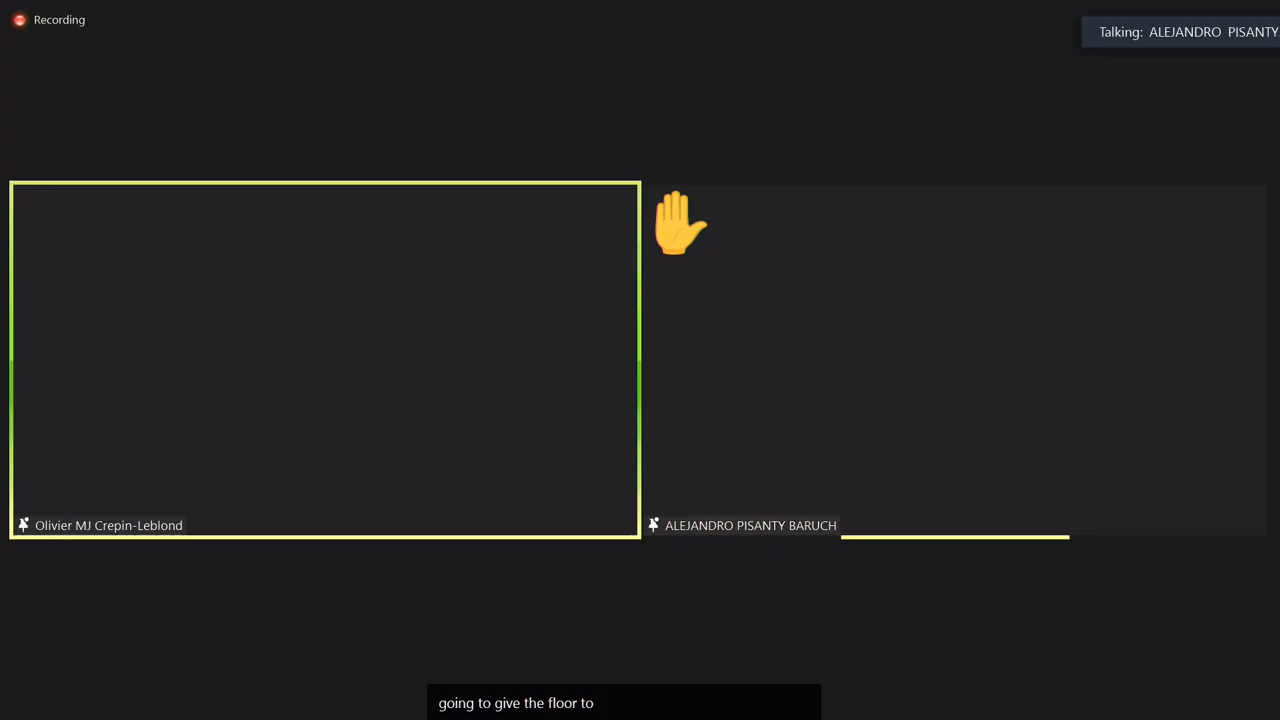 Recording
Talking: ALEJANDRO PISANTY
Olivier MJ Crepin-Leblond
ALEJANDRO PISANTY BARUCH
going to give the floor to